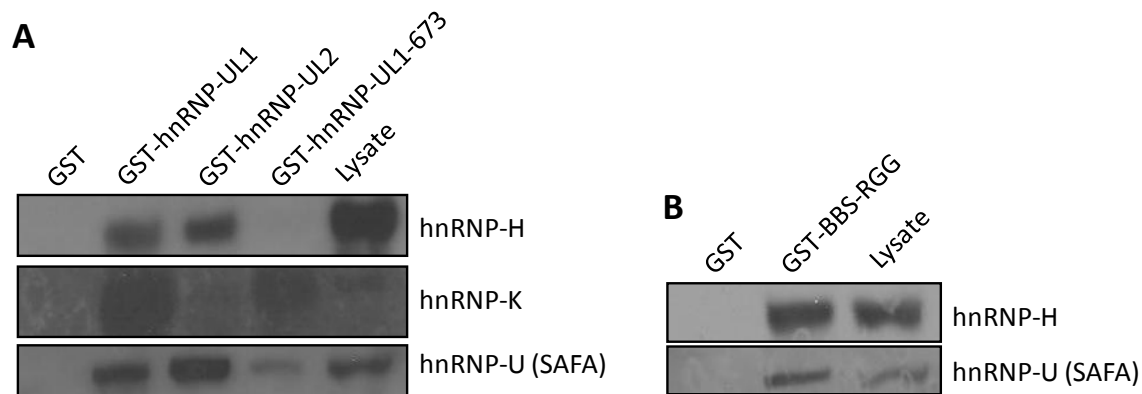 A
GST
GST-hnRNP-UL1
GST-hnRNP-UL2
GST-hnRNP-UL1-673
Lysate
hnRNP-H
hnRNP-K
hnRNP-U (SAFA)
B
GST
GST-BBS-RGG
Lysate
hnRNP-H
hnRNP-U (SAFA)